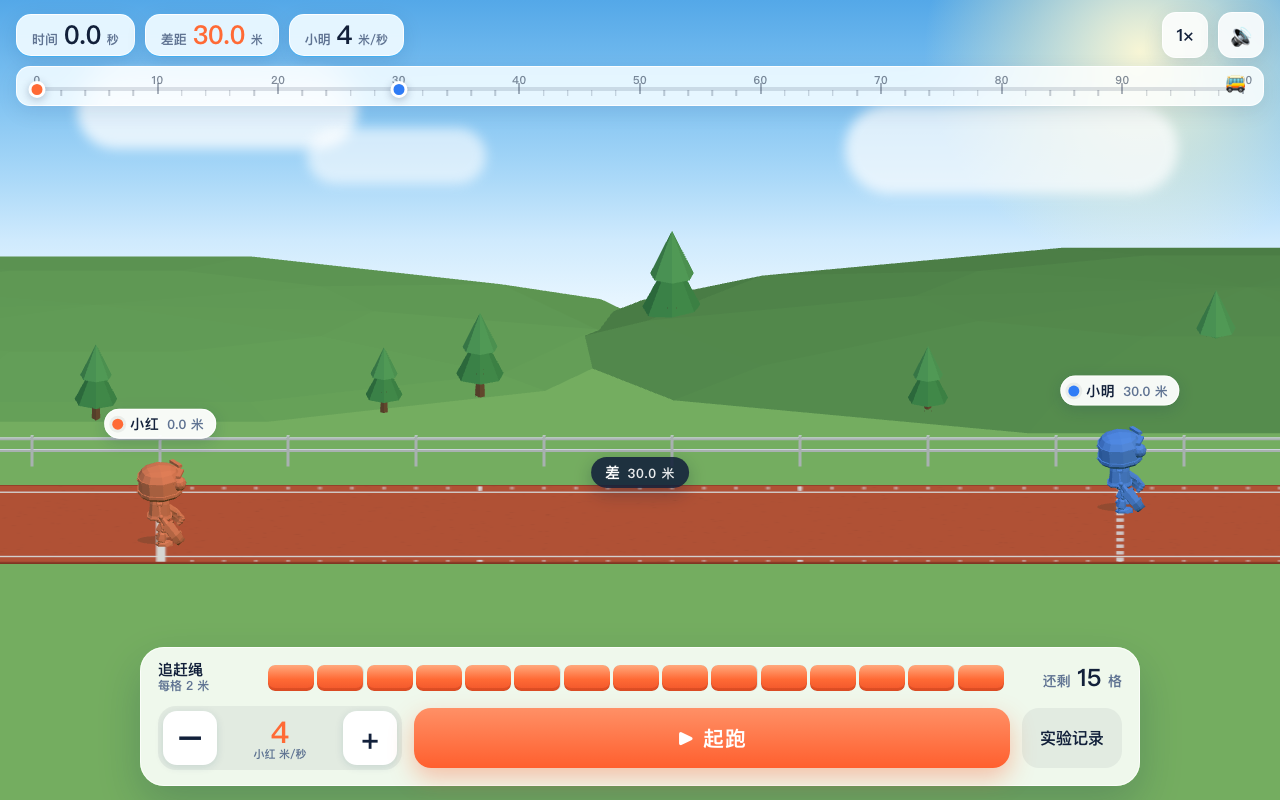 时间 0.0 秒
差距 30.0 米
小明 4 米/秒
1×
0 10 20 30 40 50 60 70 80 90
小明 30.0 米
小红 0.0 米
差 30.0 米
追赶绳
每格 2 米
还剩 15 格
4
小红 米/秒
起跑
实验记录